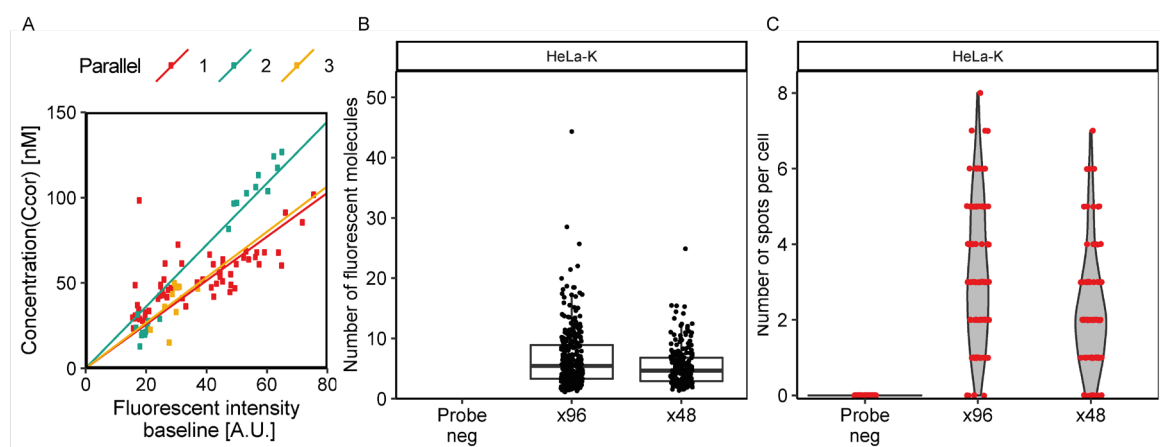 A
Parallel 1 2 3
Concentration(Ccor) [nM]
150
100
50
0
0 20 40 60 80
Fluorescent intensity
baseline [A.U.]
B
HeLa-K
Number of fluorescent molecules
50
40
30
20
10
0
Probe
neg
x96
x48
C
HeLa-K
Number of spots per cell
8
6
4
2
0
Probe
neg
x96
x48